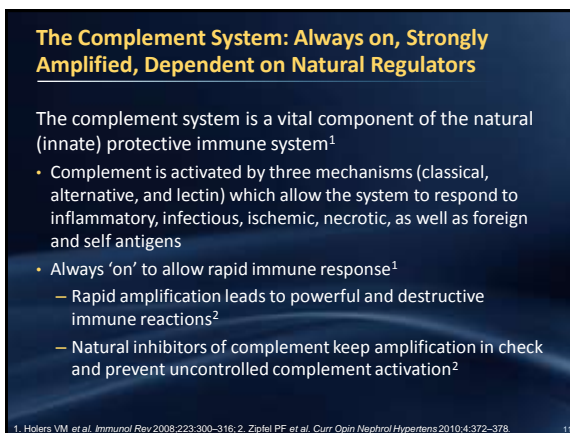 The Complement System: Always on, Strongly
Amplified, Dependent on Natural Regulators
The complement system is a vital component of the natural
(innate) protective immune system¹
• Complement is activated by three mechanisms (classical,
alternative, and lectin) which allow the system to respond to
inflammatory, infectious, ischemic, necrotic, as well as foreign
and self antigens
• Always ‘on’ to allow rapid immune response¹
– Rapid amplification leads to powerful and destructive
immune reactions²
– Natural inhibitors of complement keep amplification in check
and prevent uncontrolled complement activation²
1. Holers VM et al. Immunol Rev 2008;223:300–316; 2. Zipfel PF et al. Curr Opin Nephrol Hypertens 2010;4:372–378. 11